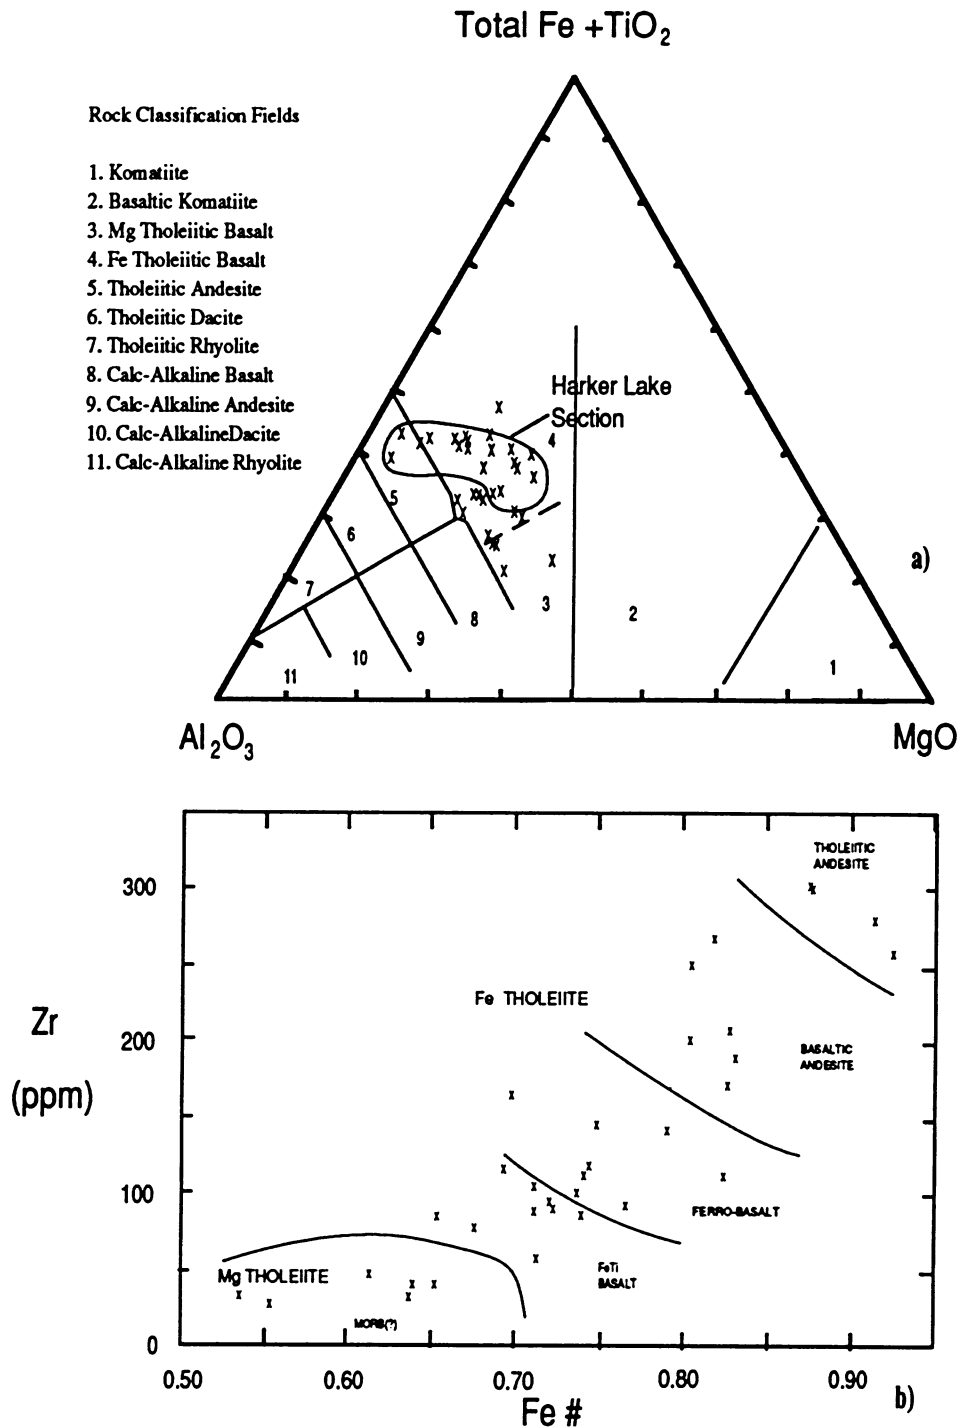 Total Fe +TiO2
Rock Classification Fields
1. Komatiite
2. Basaltic Komatiite
3. Mg Tholeiitic Basalt
4. Fe Tholeiitic Basalt
5. Tholeiitic Andesite
6. Tholeiitic Dacite
7. Tholeiitic Rhyolite
8. Calc-Alkaline Basalt
9. Calc-Alkaline Andesite
10. Calc-AlkalineDacite
11. Calc-Alkaline Rhyolite
Harker Lake
Section
4
5
6
7
a)
3
2
8
9
10
11
1
Al2O3
MgO
THOLEIITIC
ANDESITE
300
Fe THOLEIITE
Zr
(ppm)
200
BASALTIC
ANDESITE
100
FERRO-BASALT
FeTi
BASALT
Mg THOLEIITE
MORB(?)
0
0.50
0.60
0.70
0.80
0.90
Fe #
b)